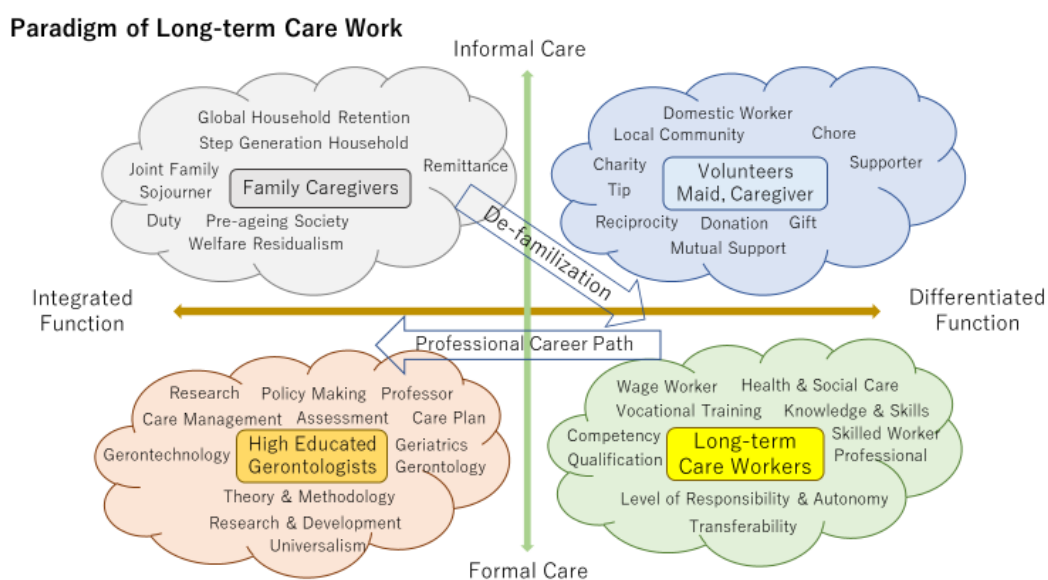 Paradigm of Long-term Care Work
Informal Care
Global Household Retention
Step Generation Household
Joint Family
Sojourner
Remittance
Family Caregivers
Duty
Pre-ageing Society
Welfare Residualism
Domestic Worker
Local Community
Chore
Charity
Tip
Supporter
Volunteers
Maid, Caregiver
Reciprocity
Donation
Gift
Mutual Support
De-familization
Integrated
Function
Differentiated
Function
Professional Career Path
Research
Policy Making
Professor
Care Management
Assessment
Care Plan
Gerontechnology
High Educated
Gerontologists
Geriatrics
Gerontology
Theory & Methodology
Research & Development
Universalism
Wage Worker
Health & Social Care
Vocational Training
Knowledge & Skills
Competency
Qualification
Long-term
Care Workers
Skilled Worker
Professional
Level of Responsibility & Autonomy
Transferability
Formal Care